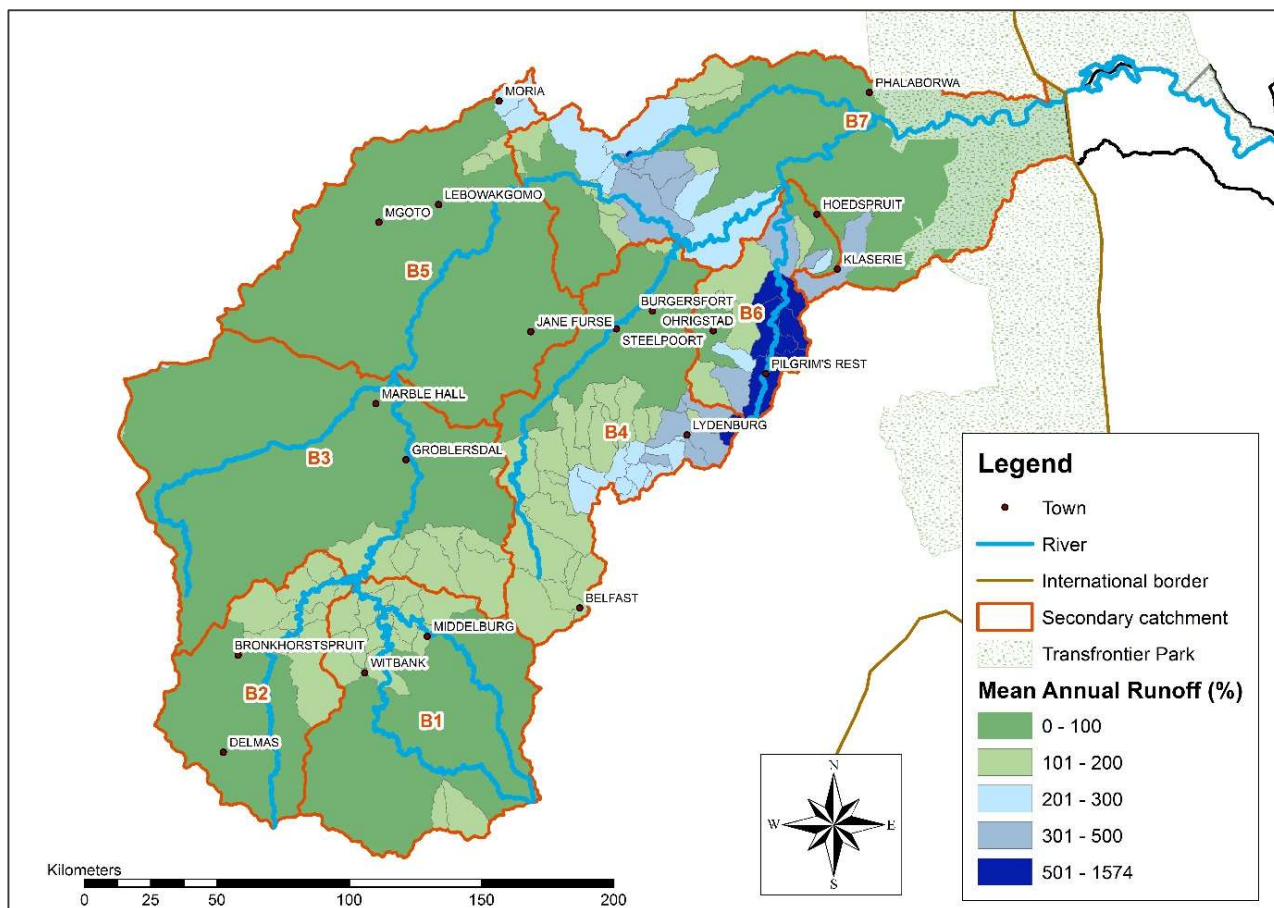 MORIA
PHALABORWA
B7
LEBOWAKGOMO
MGOTO
HOEDSPRUIT
KLASERIE
B5
BURGERSFORT
B6
OHRIGSTAD
JANE FURSE
STEELPOORT
PILGRIM'S REST
MARBLE HALL
LYDENBURG
B4
B3
GROBLERSDAL
BELFAST
MIDDELBURG
BRONKHORSTSPRUIT
WITBANK
B2
B1
DELMAS
Legend
Town
River
International border
Secondary catchment
Transfrontier Park
Mean Annual Runoff (%)
0 - 100
101 - 200
201 - 300
301 - 500
501 - 1574
N
W
E
S
Kilometers
0 25 50 100 150 200